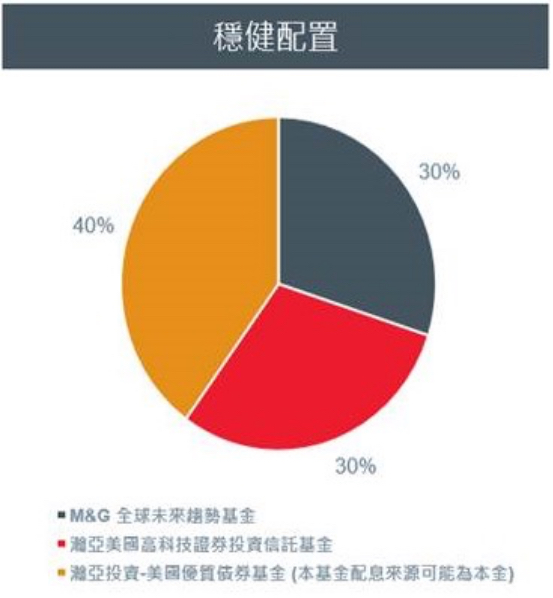 穩健配置
30%
40%
30%
M&G 全球未來趨勢基金
瀚亞美國高科技證券投資信託基金
瀚亞投資-美國優質債券基金 (本基金配息來源可能為本金)